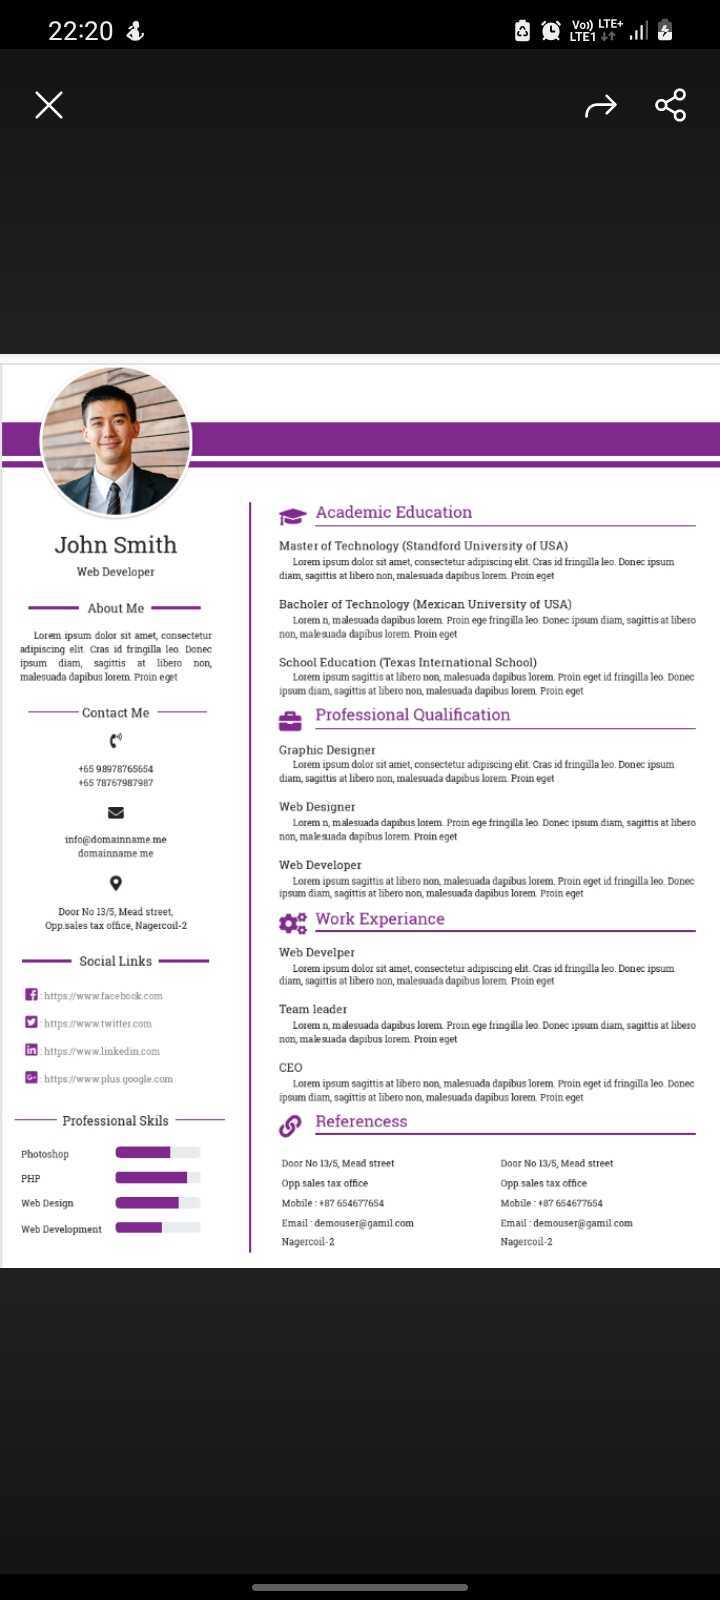 22:20
Vo)) LTE+
LTE1
John Smith
Web Developer
About Me
Lorem ipsum dolor sit amet, consectetur
adipiscing elit. Cras id fringilla leo. Donec
ipsum diam, sagittis at libero non,
malesuada dapibus lorem. Proin eget
Contact Me
+65 98978765654
+65 78767987987
info@domainname.me
domainname me
Door No 13/5, Mead street,
Opp.sales tax office, Nagercoil-2
Social Links
https://www.facebook.com
https://www.twitter.com
https://www.linkedin.com
https://www.plus.google.com
Professional Skils
Photoshop
PHP
Web Design
Web Development
Academic Education
Master of Technology (Standford University of USA)
Lorem ipsum dolor sit amet, consectetur adipiscing elit. Cras id fringilla leo. Donec ipsum
diam, sagittis at libero non, malesuada dapibus lorem. Proin eget
Bacholer of Technology (Mexican University of USA)
Lorem n, malesuada dapibus lorem. Proin ege fringilla leo. Donec ipsum diam, sagittis at libero
non, malesuada dapibus lorem. Proin eget
School Education (Texas International School)
Lorem ipsum sagittis at libero non, malesuada dapibus lorem. Proin eget id fringilla leo. Donec
ipsum diam, sagittis at libero non, malesuada dapibus lorem. Proin eget
Professional Qualification
Graphic Designer
Lorem ipsum dolor sit amet, consectetur adipiscing elit. Cras id fringilla leo. Donec ipsum
diam, sagittis at libero non, malesuada dapibus lorem. Proin eget
Web Designer
Lorem n, malesuada dapibus lorem. Proin ege fringilla leo. Donec ipsum diam, sagittis at libero
non, malesuada dapibus lorem. Proin eget
Web Developer
Lorem ipsum sagittis at libero non, malesuada dapibus lorem. Proin eget id fringilla leo. Donec
ipsum diam, sagittis at libero non, malesuada dapibus lorem. Proin eget
Work Experiance
Web Develper
Lorem ipsum dolor sit amet, consectetur adipiscing elit. Cras id fringilla leo. Donec ipsum
diam, sagittis at libero non, malesuada dapibus lorem. Proin eget
Team leader
Lorem n, malesuada dapibus lorem. Proin ege fringilla leo. Donec ipsum diam, sagittis at libero
non, malesuada dapibus lorem. Proin eget
CEO
Lorem ipsum sagittis at libero non, malesuada dapibus lorem. Proin eget id fringilla leo. Donec
ipsum diam, sagittis at libero non, malesuada dapibus lorem. Proin eget
Referencess
Door No 13/5, Mead street
Opp.sales tax office
Mobile : +87 654677654
Email : demouser@gamil.com
Nagercoil-2
Door No 13/5, Mead street
Opp.sales tax office
Mobile : +87 654677654
Email : demouser@gamil.com
Nagercoil-2